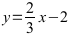 y = 2/3 x − 2